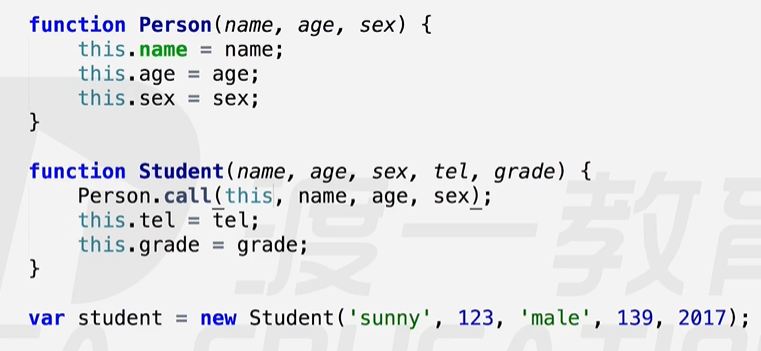 function Person(name, age, sex) {
    this.name = name;
    this.age = age;
    this.sex = sex;
}
function Student(name, age, sex, tel, grade) {
    Person.call(this, name, age, sex);
    this.tel = tel;
    this.grade = grade;
}
渡一教育
var student = new Student('sunny', 123, 'male', 139, 2017);
EDUCATION